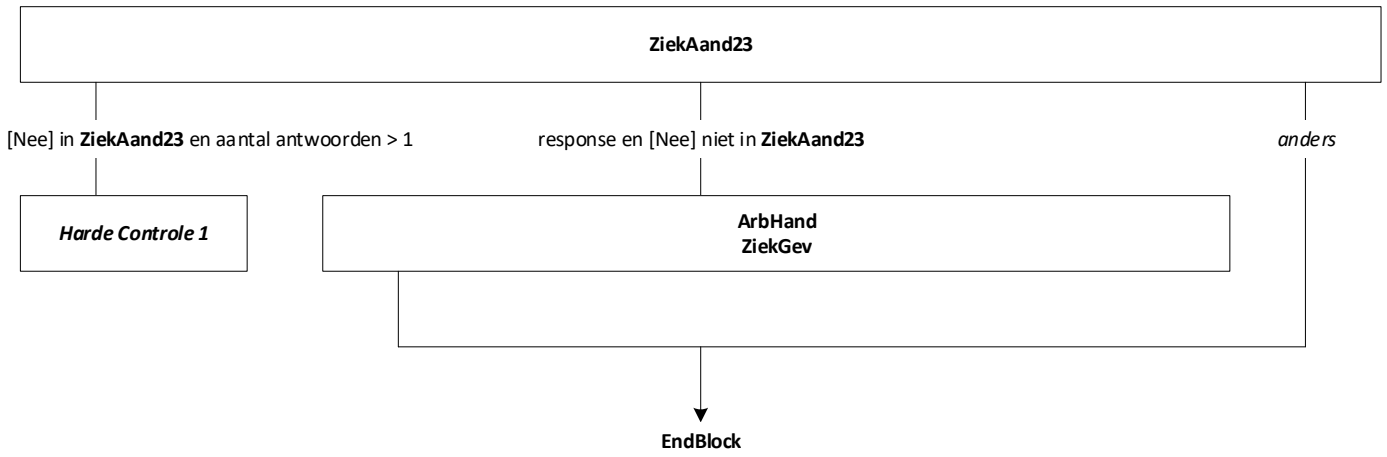 ZiekAand23
[Nee] in ZiekAand23 en aantal antwoorden > 1
response en [Nee] niet in ZiekAand23
anders
Harde Controle 1
ArbHand
ZiekGev
EndBlock